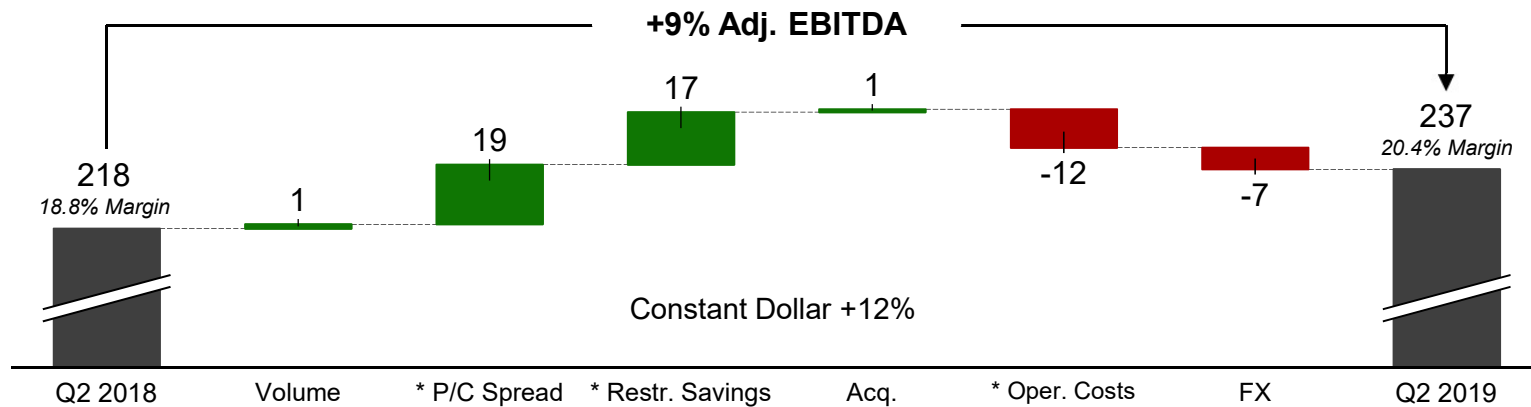 +9% Adj. EBITDA
218
18.8% Margin
1
19
17
1
-12
-7
237
20.4% Margin
Constant Dollar +12%
Q2 2018
Volume
* P/C Spread
* Restr. Savings
Acq.
* Oper. Costs
FX
Q2 2019